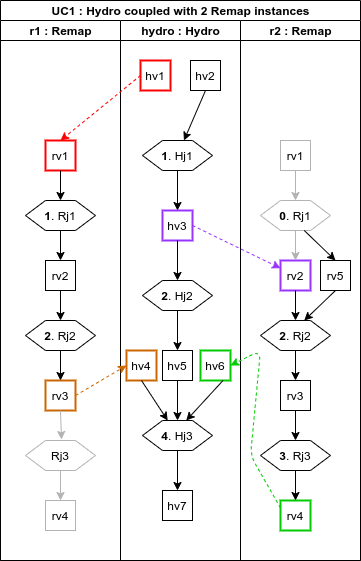 UC1 : Hydro coupled with 2 Remap instances
r1 : Remap
hydro : Hydro
r2 : Remap
hv1
hv2
rv1
1. Hj1
rv1
1. Rj1
hv3
0. Rj1
rv2
2. Hj2
rv2
rv5
2. Rj2
2. Rj2
hv4
hv5
hv6
rv3
rv3
4. Hj3
Rj3
3. Rj3
rv4
hv7
rv4